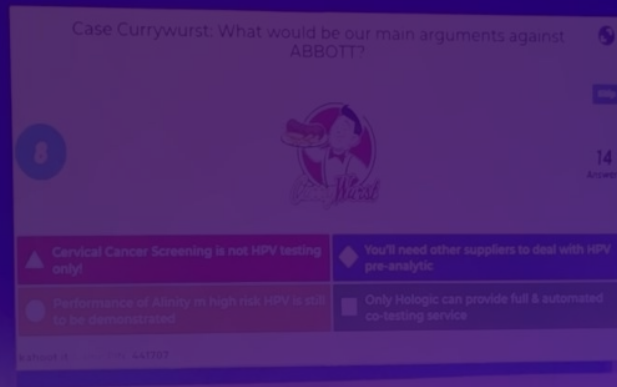 Case Currywurst: What would be our main arguments against
ABBOTT?
8
14
Answers
Cervical Cancer Screening is not HPV testing
only!
You'll need other suppliers to deal with HPV
pre-analytic
Performance of Alinity m high risk HPV is still
to be demonstrated
Only Hologic can provide full & automated
co-testing service